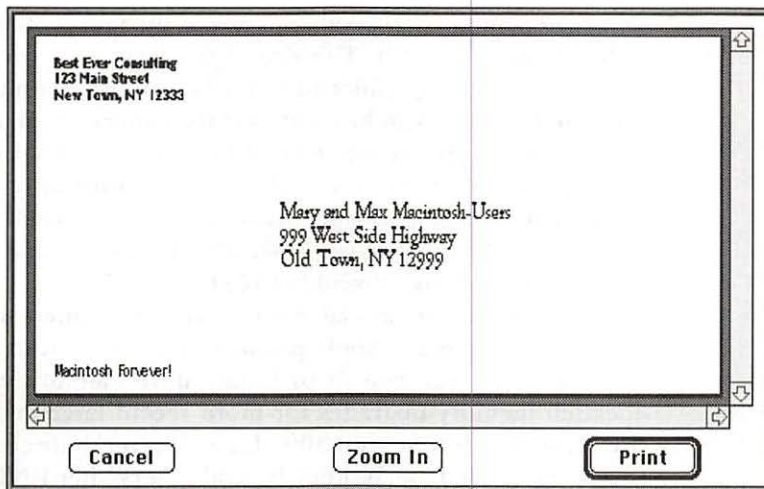 Best Ever Consulting
123 Main Street
New Town, NY 12333
Mary and Max Macintosh-Users
999 West Side Highway
Old Town, NY 12999
Macintosh Forvever!
Cancel
Zoom In
Print